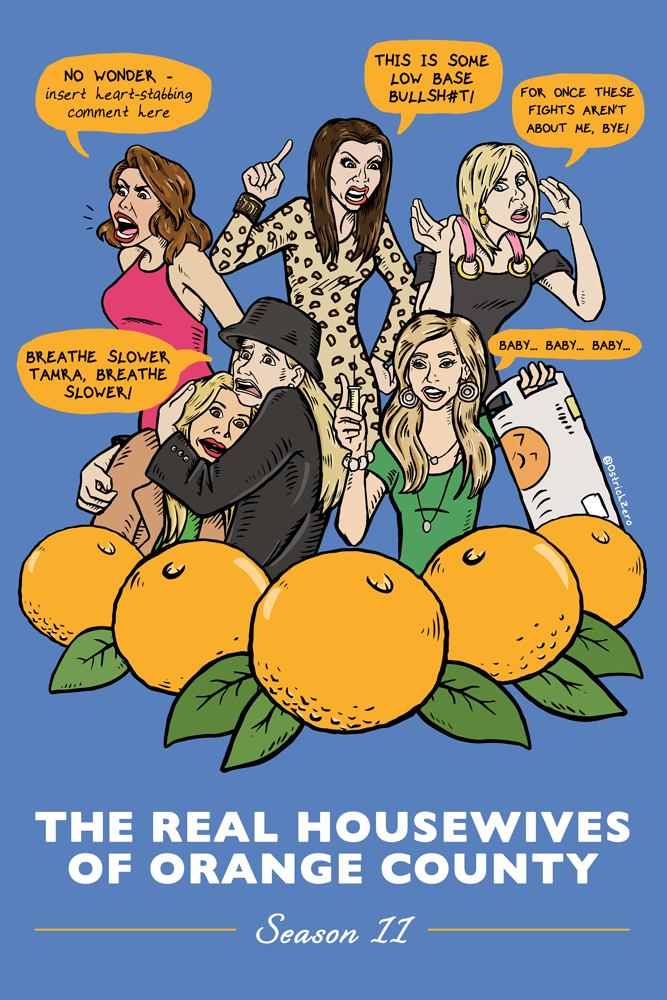 NO WONDER -
insert heart-stabbing
comment here
THIS IS SOME
LOW BASE
BULLSH#T!
FOR ONCE THESE
FIGHTS AREN'T
ABOUT ME, BYE!
BREATHE SLOWER
TAMRA, BREATHE
SLOWER!
BABY... BABY... BABY...
@OstrichZero
THE REAL HOUSEWIVES
OF ORANGE COUNTY
Season 11